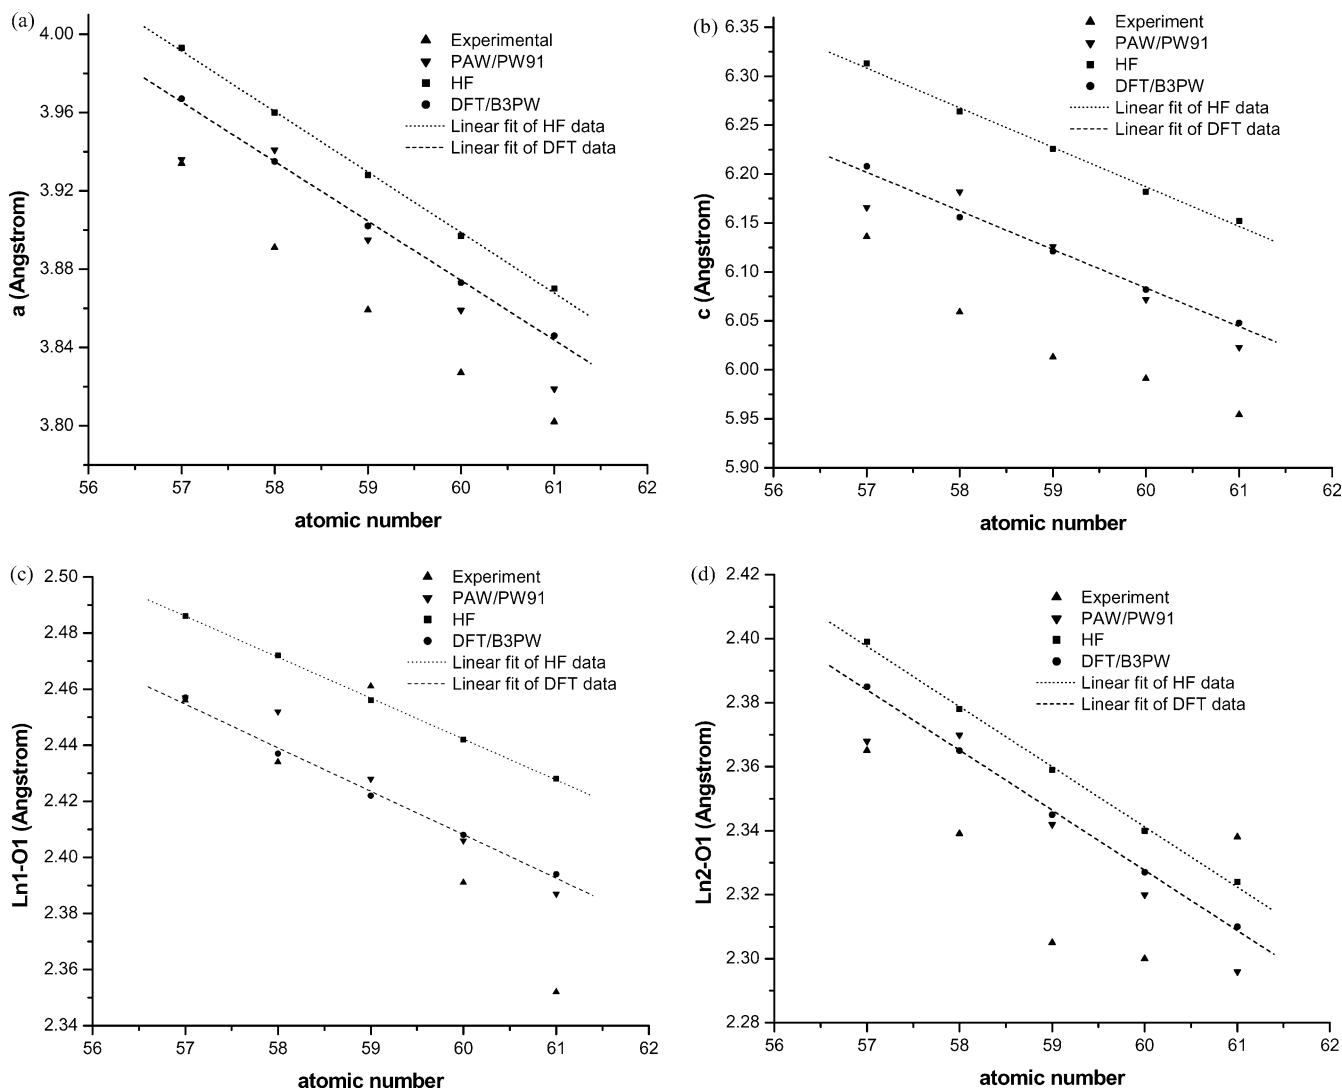 (a)
4.00
3.96
3.92
3.88
3.84
3.80
a (Angstrom)
Experimental
PAW/PW91
HF
DFT/B3PW
Linear fit of HF data
Linear fit of DFT data
56 57 58 59 60 61 62
atomic number
(b)
6.35
6.30
6.25
6.20
6.15
6.10
6.05
6.00
5.95
5.90
c (Angstrom)
Experiment
PAW/PW91
HF
DFT/B3PW
Linear fit of HF data
Linear fit of DFT data
56 57 58 59 60 61 62
atomic number
(c)
2.50
2.48
2.46
2.44
2.42
2.40
2.38
2.36
2.34
Ln1-O1 (Angstrom)
Experiment
PAW/PW91
HF
DFT/B3PW
Linear fit of HF data
Linear fit of DFT data
56 57 58 59 60 61 62
atomic number
(d)
2.42
2.40
2.38
2.36
2.34
2.32
2.30
2.28
Ln2-O1 (Angstrom)
Experiment
PAW/PW91
HF
DFT/B3PW
Linear fit of HF data
Linear fit of DFT data
56 57 58 59 60 61 62
atomic number